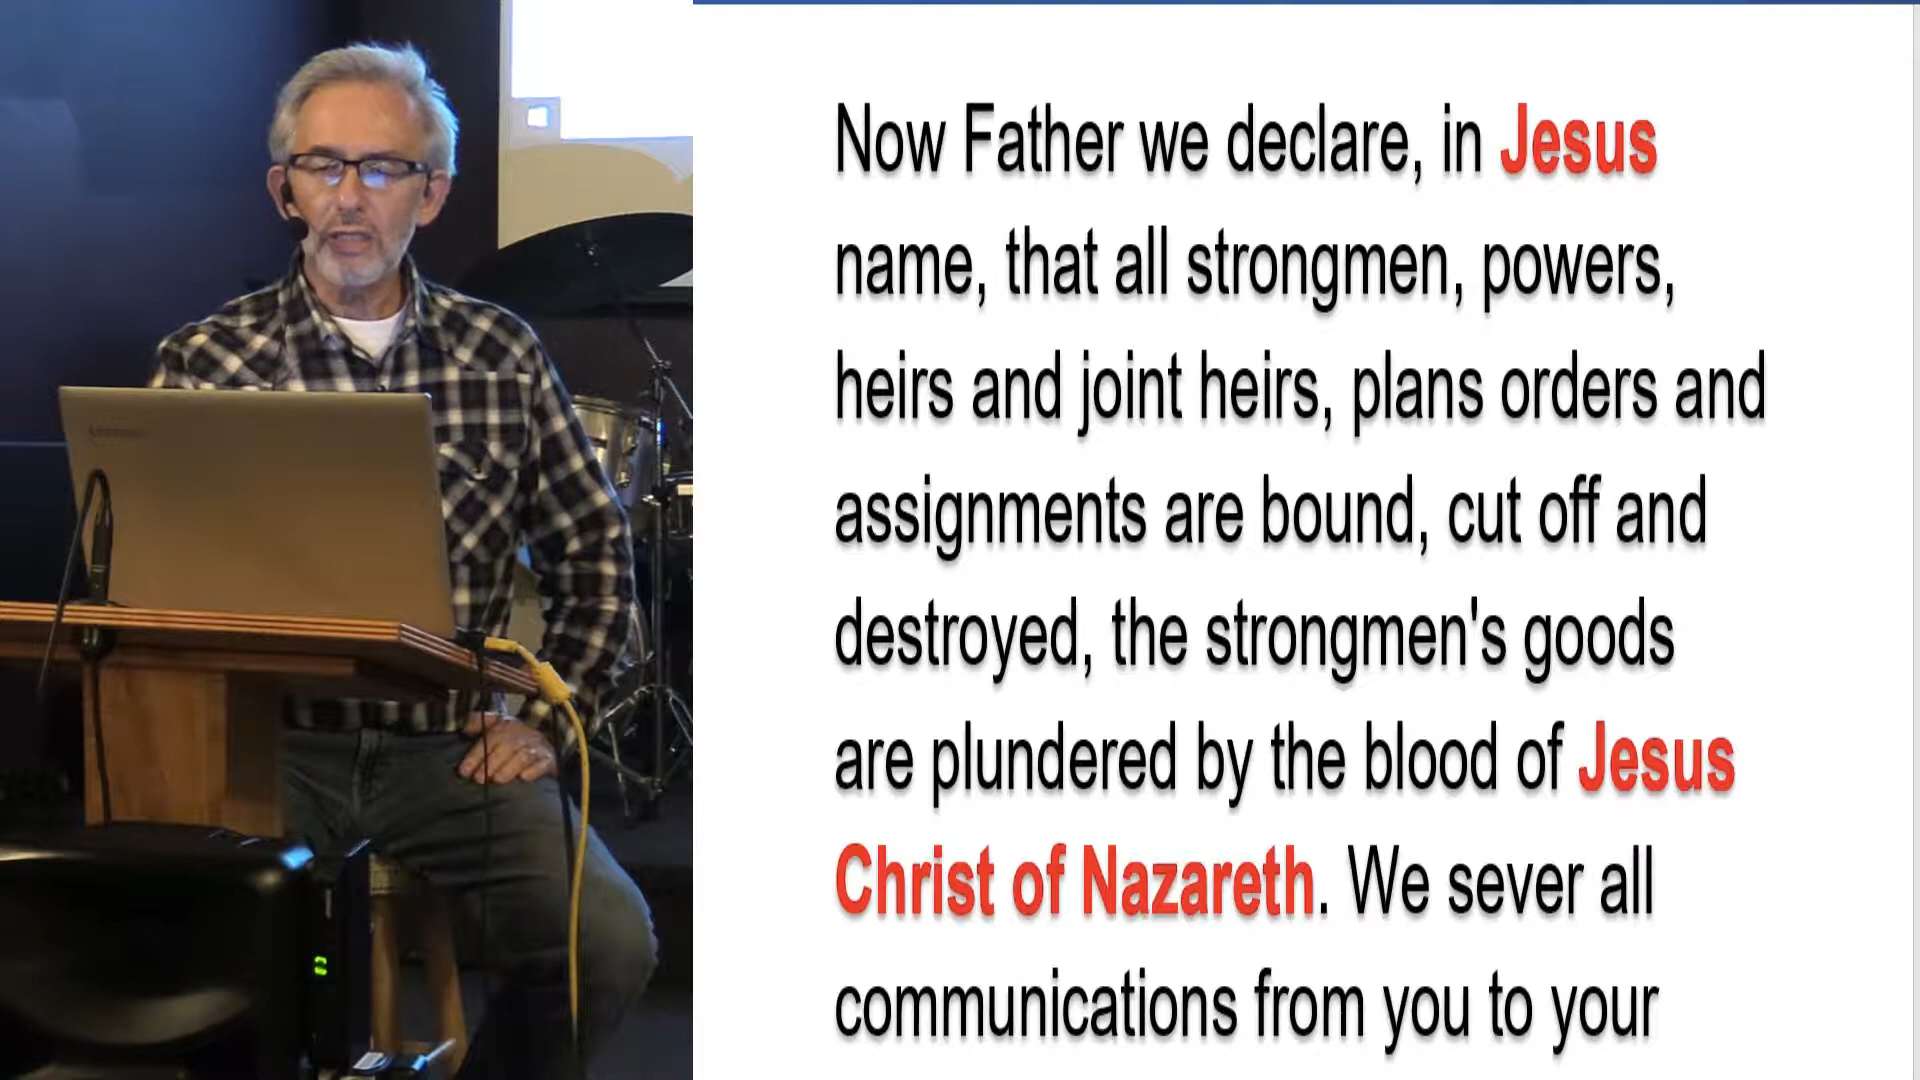 Now Father we declare, in Jesus
name, that all strongmen, powers,
heirs and joint heirs, plans orders and
assignments are bound, cut off and
destroyed, the strongmen's goods
are plundered by the blood of Jesus
Christ of Nazareth. We sever all
communications from you to your